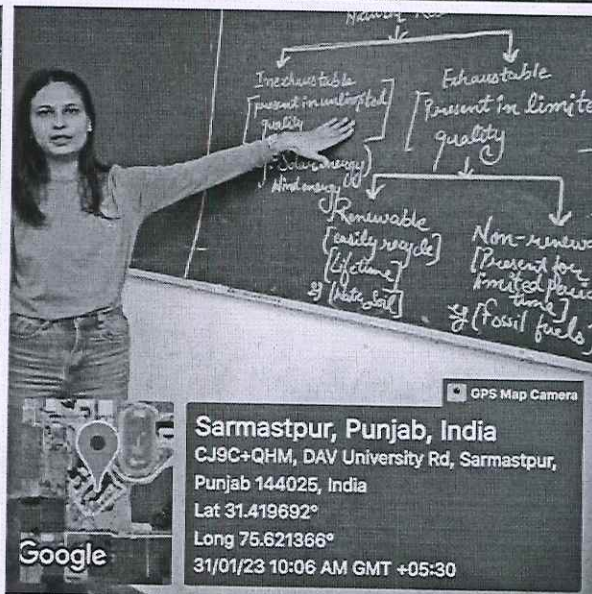 Inexhaustable
[present in unlimited
quality
Solar energy)
Wind energy
Exhaustable
[Present in limite
quality
Renewable
[easily recycle]
[lifetime]
eg (Water, Soil]
Non-renewa
[Present for
limited
time]
eg (Fossil fuels
GPS Map Camera
Sarmastpur, Punjab, India
CJ9C+QHM, DAV University Rd, Sarmastpur,
Punjab 144025, India
Lat 31.419692°
Long 75.621366°
31/01/23 10:06 AM GMT +05:30
Google